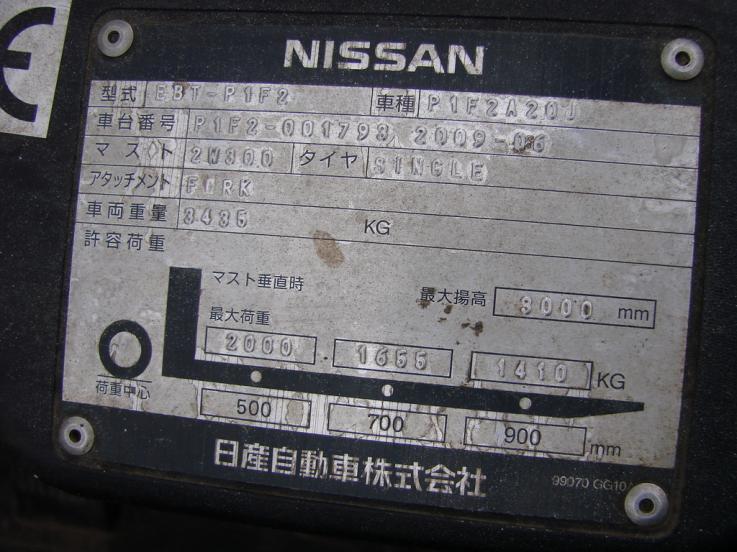 NISSAN
型式 EBT-P1F2 車種 P1F2A20J
車台番号 P1F2-001793 2009-06
マスト 2W300 タイヤ SINGLE
アタッチメント FORK
車両重量 3435 KG
許容荷重
マスト垂直時
最大揚高 3000 mm
最大荷重
2000 1655 1410 KG
荷重中心
500 700 900 mm
日産自動車株式会社
99070 GG10